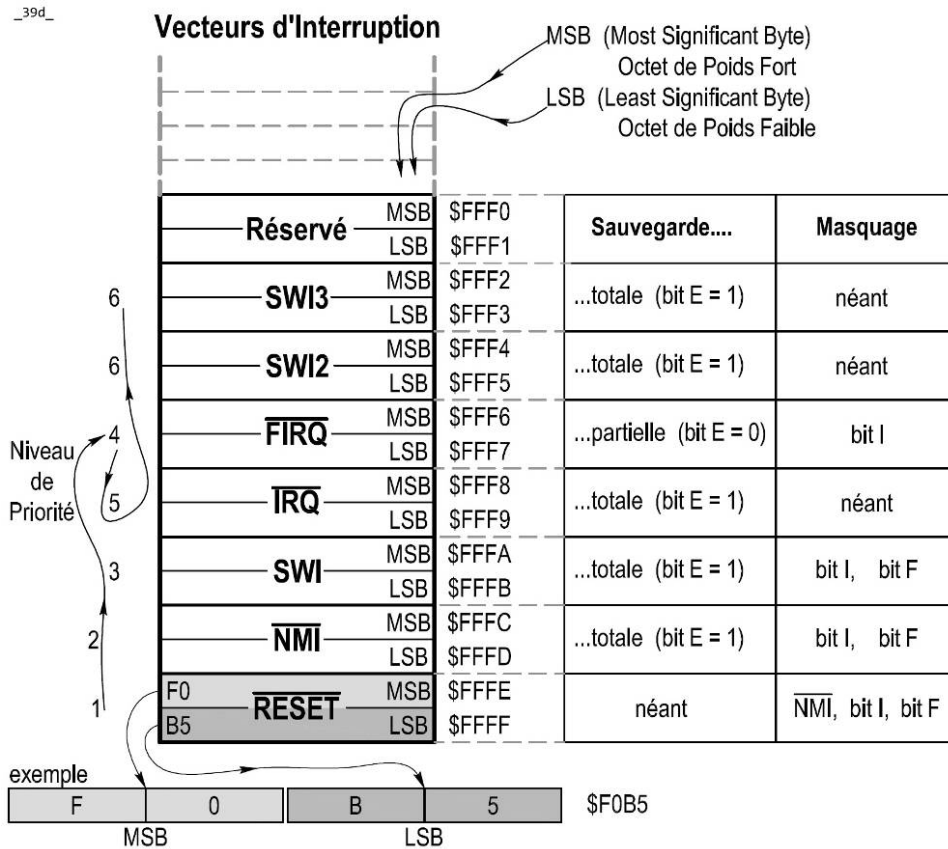 _39d_
Vecteurs d'Interruption
MSB (Most Significant Byte)
Octet de Poids Fort
LSB (Least Significant Byte)
Octet de Poids Faible
Sauvegarde.... Masquage
Réservé MSB $FFF0
LSB $FFF1
6 SWI3 MSB $FFF2 ...totale (bit E = 1) néant
LSB $FFF3
6 SWI2 MSB $FFF4 ...totale (bit E = 1) néant
LSB $FFF5
4 FIRQ MSB $FFF6 ...partielle (bit E = 0) bit I
LSB $FFF7
Niveau
de
Priorité
5 IRQ MSB $FFF8 ...totale (bit E = 1) néant
LSB $FFF9
3 SWI MSB $FFFA ...totale (bit E = 1) bit I, bit F
LSB $FFFB
2 NMI MSB $FFFC ...totale (bit E = 1) bit I, bit F
LSB $FFFD
1 F0 RESET MSB $FFFE néant NMI, bit I, bit F
B5 LSB $FFFF
exemple
F 0 B 5 $F0B5
MSB LSB